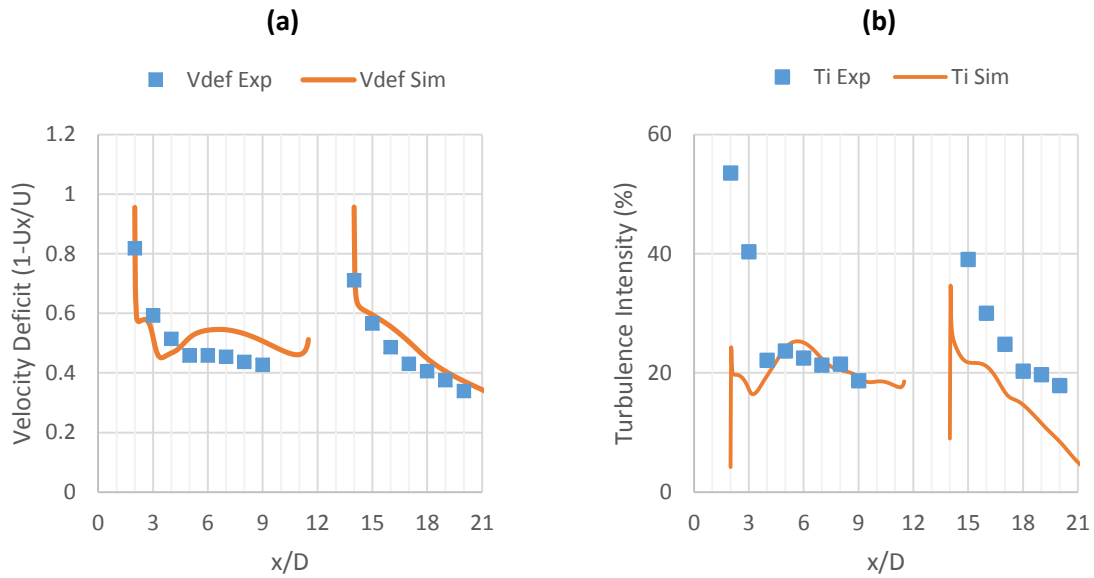 (a)
Vdef Exp
Vdef Sim
1.2
1
0.8
0.6
0.4
0.2
0
0 3 6 9 12 15 18 21
Velocity Deficit (1-Ux/U)
x/D
(b)
Ti Exp
Ti Sim
60
40
20
0
0 3 6 9 12 15 18 21
Turbulence Intensity (%)
x/D